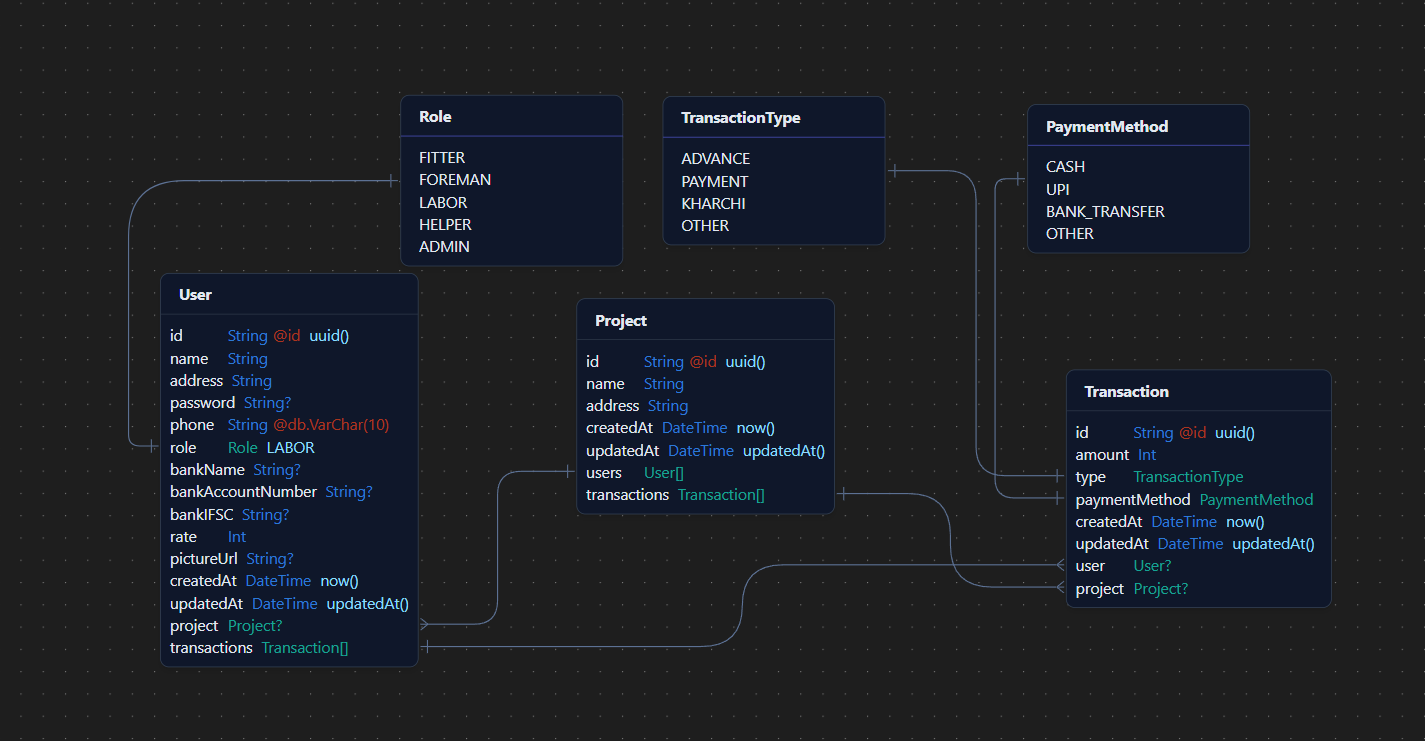 Role
FITTER
FOREMAN
LABOR
HELPER
ADMIN
TransactionType
ADVANCE
PAYMENT
KHARCHI
OTHER
PaymentMethod
CASH
UPI
BANK_TRANSFER
OTHER
User
id String @id uuid()
name String
address String
password String?
phone String @db.VarChar(10)
role Role LABOR
bankName String?
bankAccountNumber String?
bankIFSC String?
rate Int
pictureUrl String?
createdAt DateTime now()
updatedAt DateTime updatedAt()
project Project?
transactions Transaction[]
Project
id String @id uuid()
name String
address String
createdAt DateTime now()
updatedAt DateTime updatedAt()
users User[]
transactions Transaction[]
Transaction
id String @id uuid()
amount Int
type TransactionType
paymentMethod PaymentMethod
createdAt DateTime now()
updatedAt DateTime updatedAt()
user User?
project Project?